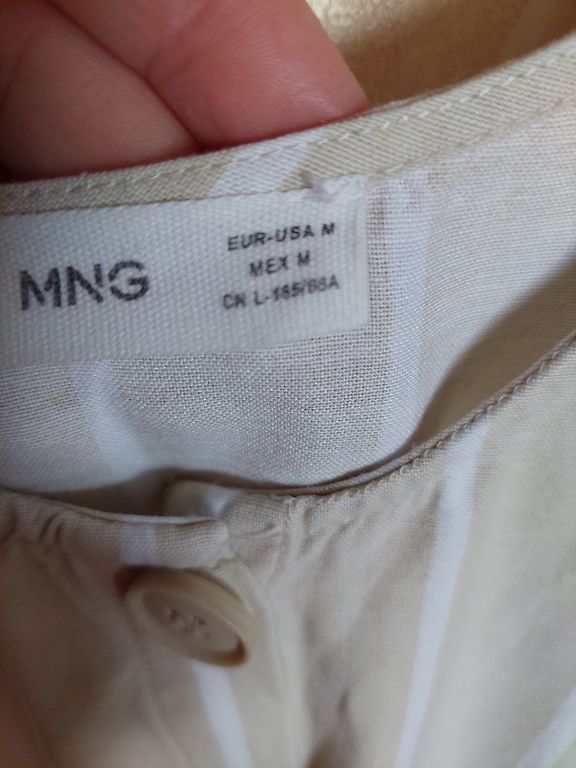 MNG
EUR-USA M
MEX M
CN L-165/88A